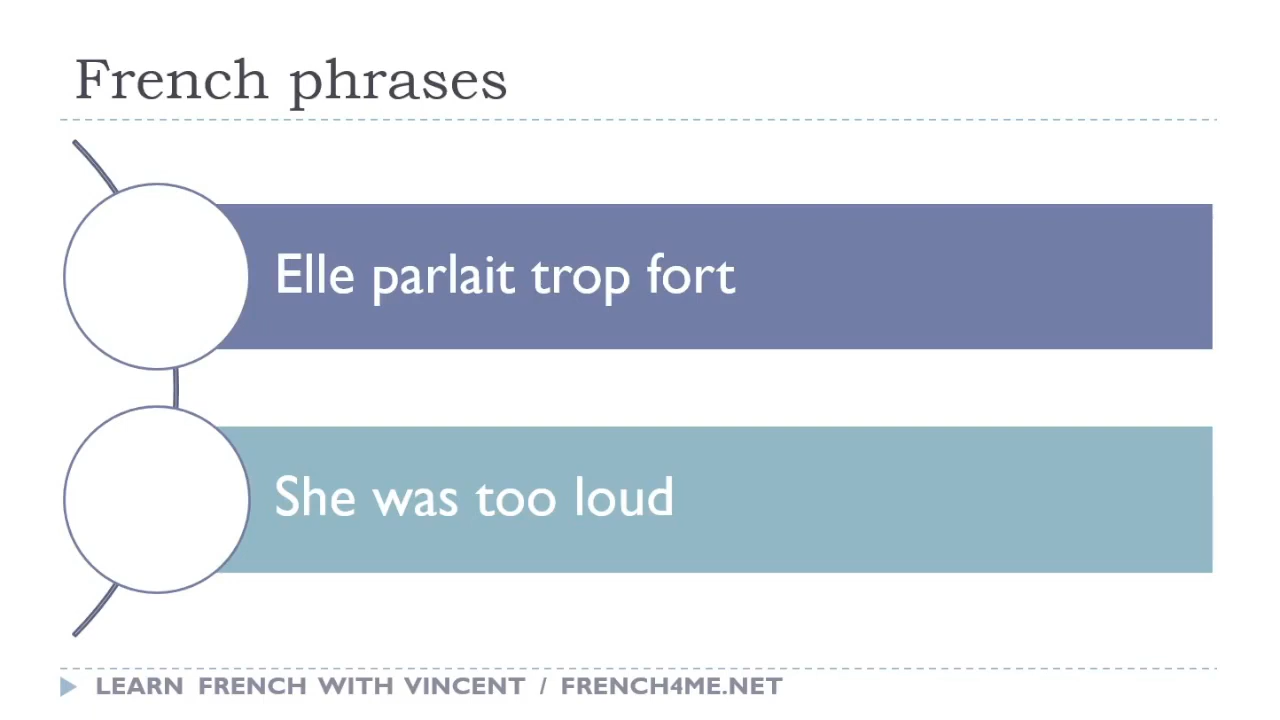 French phrases
Elle parlait trop fort
She was too loud
LEARN FRENCH WITH VINCENT / FRENCH4ME.NET